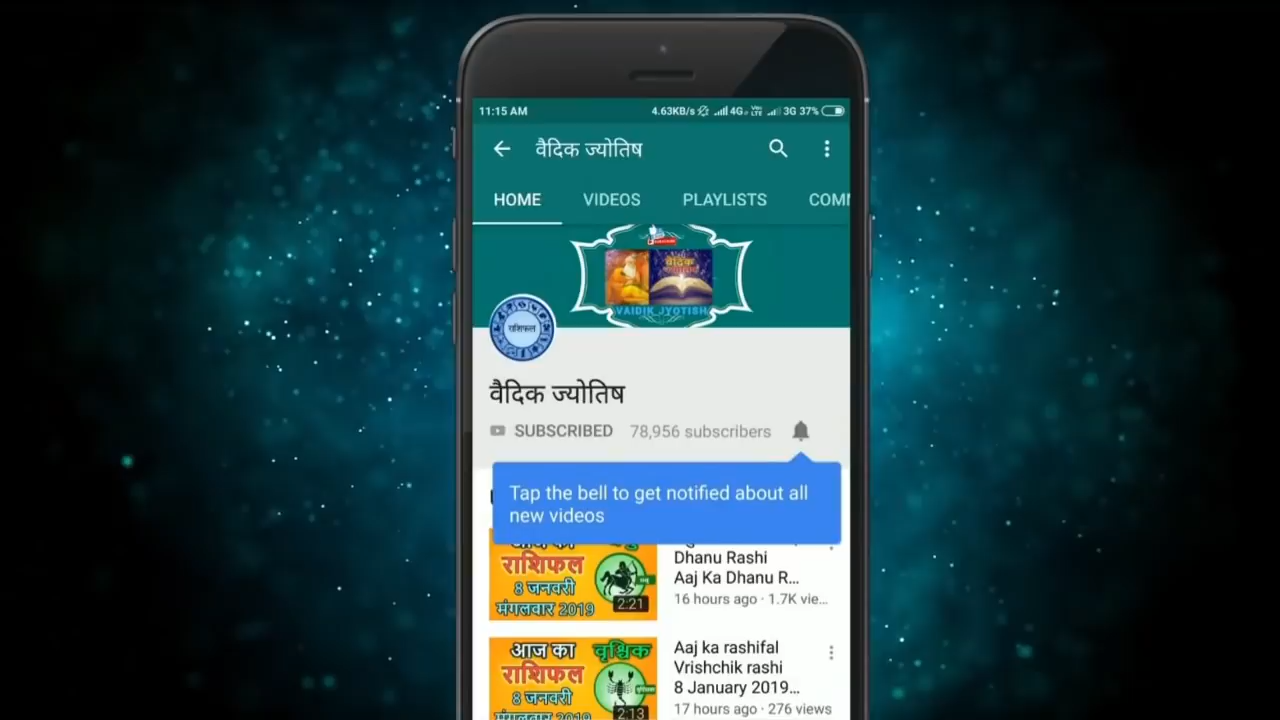 11:15 AM
4.63KB/s 4G VoLTE 3G 37%
वैदिक ज्योतिष
HOME VIDEOS PLAYLISTS COMM
वैदिक
VAIDIK JYOTISH
राशिफल
वैदिक ज्योतिष
SUBSCRIBED 78,956 subscribers
Tap the bell to get notified about all
new videos
राशिफल
8 जनवरी
मंगलवार 2019
2:21
Dhanu Rashi
Aaj Ka Dhanu R...
16 hours ago · 1.7K vie...
आज का वृश्चिक
राशिफल
8 जनवरी
मंगलवार 2019
2:13
Aaj ka rashifal
Vrishchik rashi
8 January 2019...
17 hours ago · 276 views